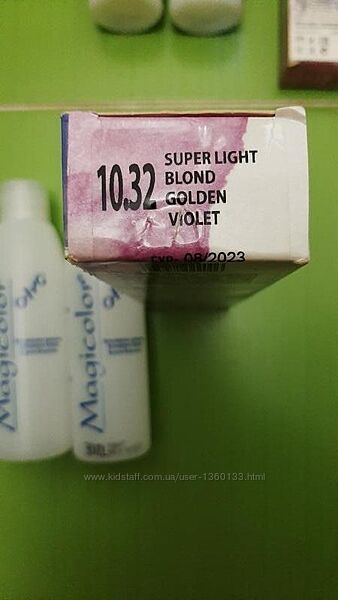 10.32
SUPER LIGHT
BLOND
GOLDEN
VIOLET
EXP: 08/2023
Magicolor
Magicolor
www.kidstaff.com.ua/user-1360133.html